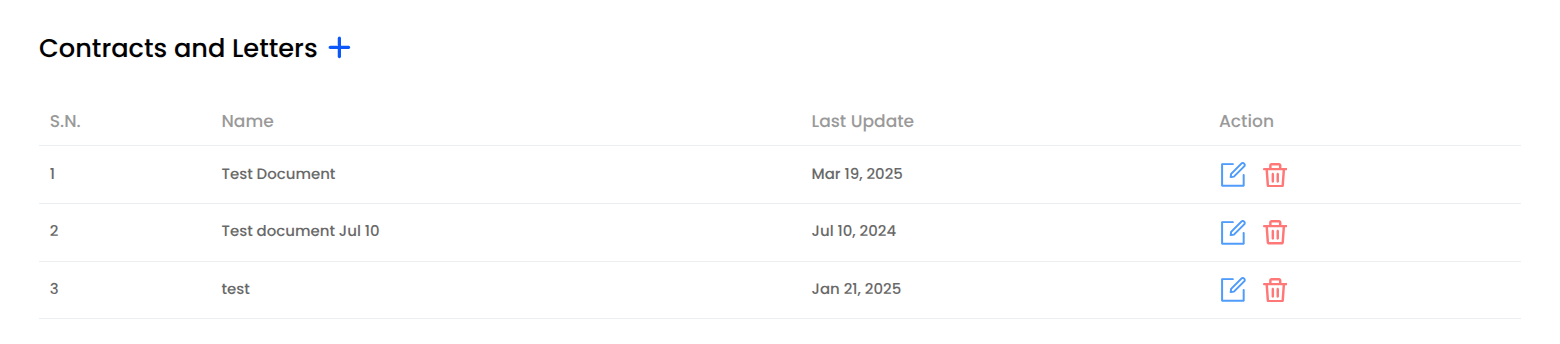 Contracts and Letters
S.N. Name Last Update Action
1 Test Document Mar 19, 2025
2 Test document Jul 10 Jul 10, 2024
3 test Jan 21, 2025